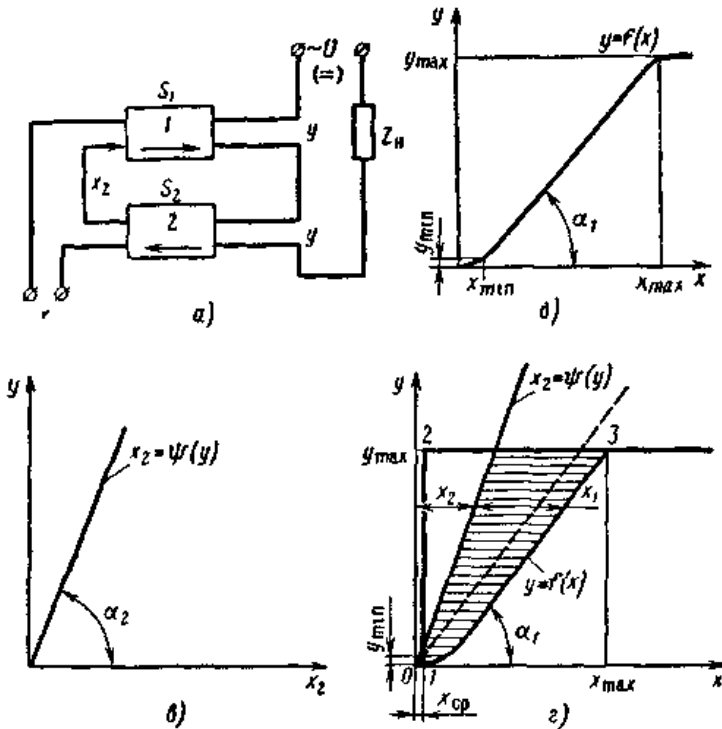 ~U
(=)
S₁
1
y
Zн
x₂
S₂
2
y
а)
y
y=f(x)
ymax
α₁
ymin
xmin
xmax
x
б)
y
x₂=ψ(y)
α₂
x₂
в)
y
x₂=ψ(y)
2
3
ymax
x₂
x₁
y=f(x)
ymin
α₁
0
1
xmax
x
xср
г)